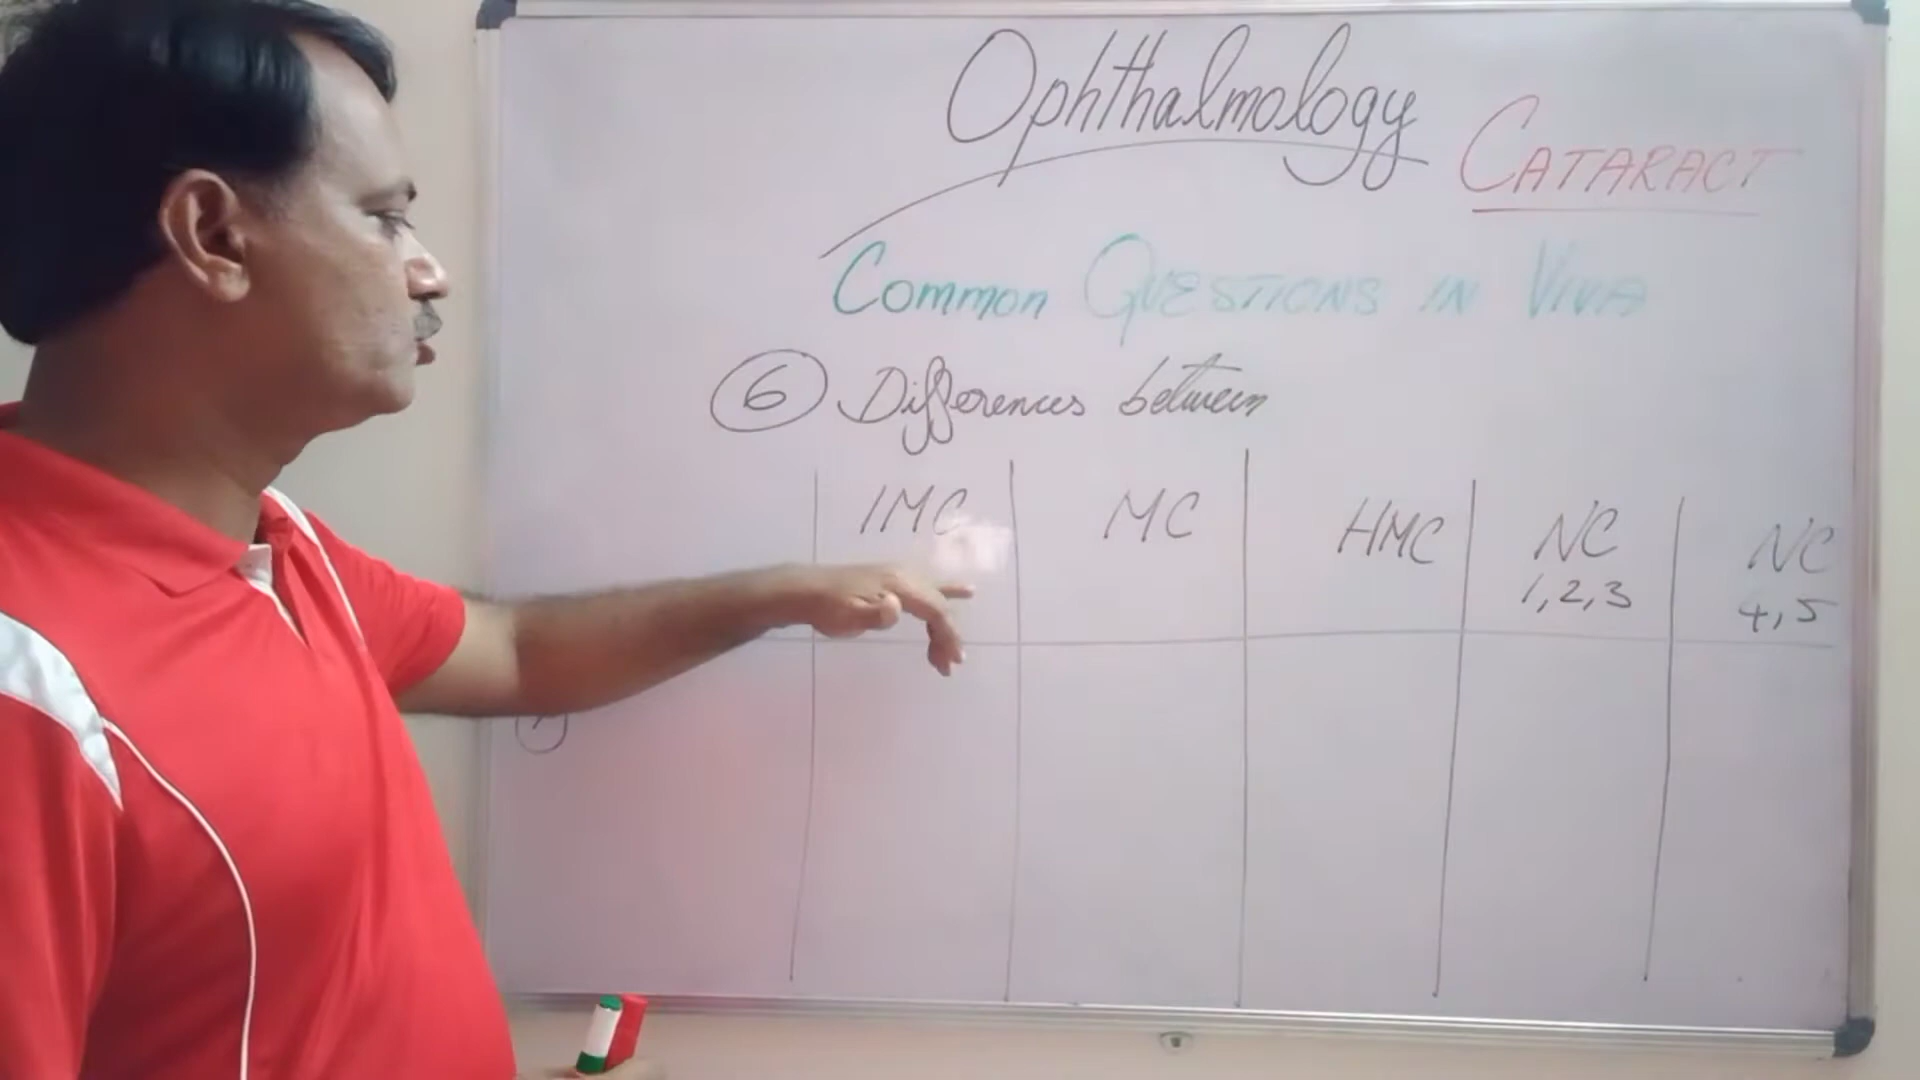 Ophthalmology
CATARACT
Common QUESTIONS IN VIVA
6 Differences between
IMC MC HMC NC NC
1,2,3 4,5